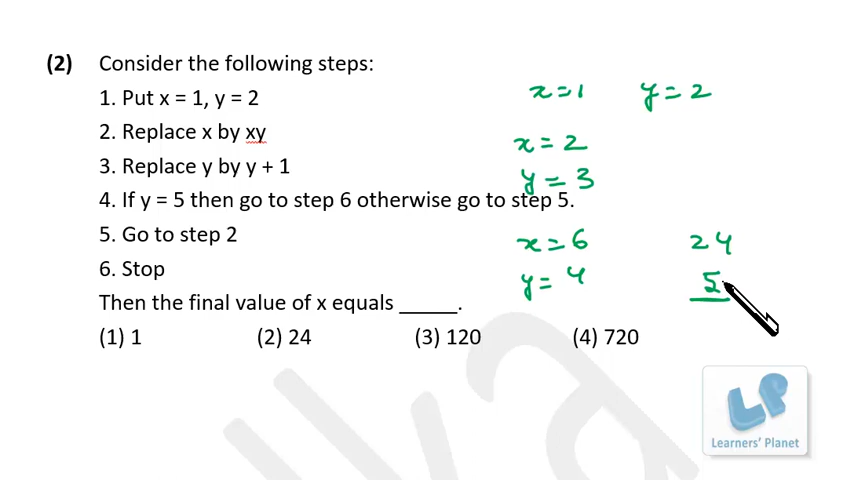 (2) Consider the following steps:
1. Put x = 1, y = 2
x=1 y=2
2. Replace x by xy
x=2
3. Replace y by y + 1
y=3
4. If y = 5 then go to step 6 otherwise go to step 5.
5. Go to step 2
x=6 24
6. Stop
y=4 5
Then the final value of x equals _____.
(1) 1 (2) 24 (3) 120 (4) 720
LP
Learners' Planet